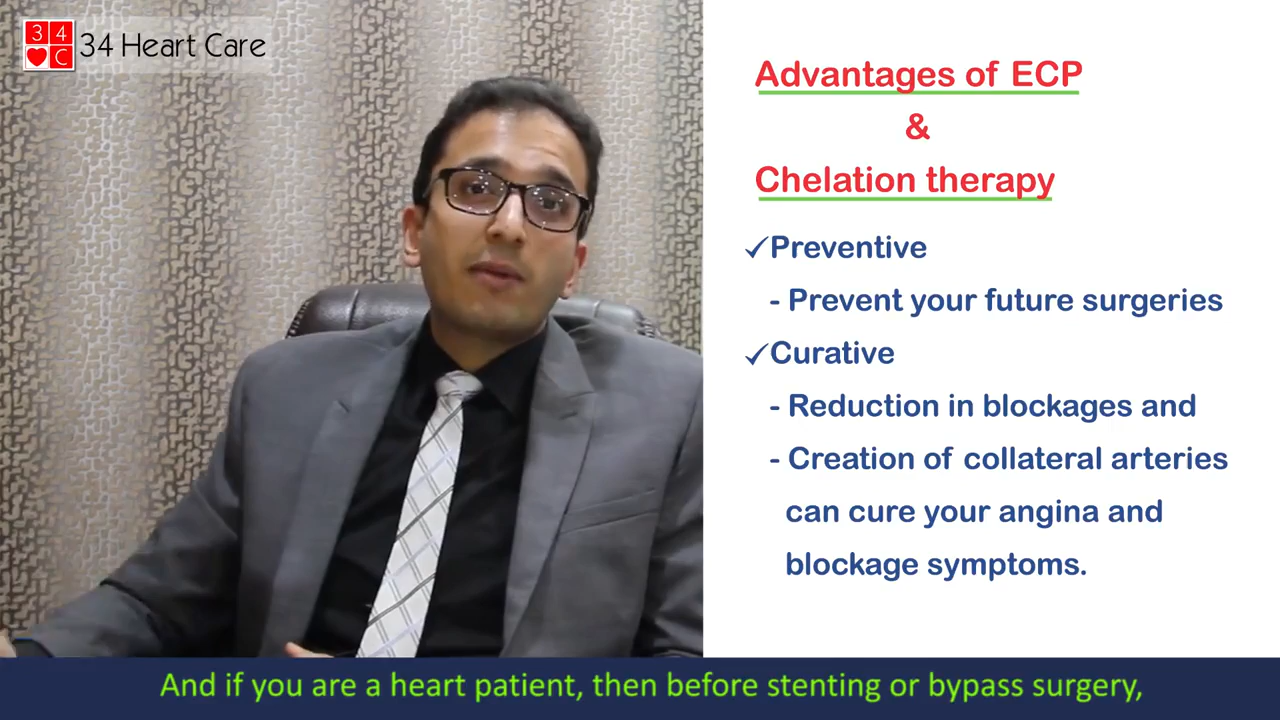 34
C
34 Heart Care
Advantages of ECP
&
Chelation therapy
✓Preventive
- Prevent your future surgeries
✓Curative
- Reduction in blockages and
- Creation of collateral arteries
can cure your angina and
blockage symptoms.
And if you are a heart patient, then before stenting or bypass surgery,